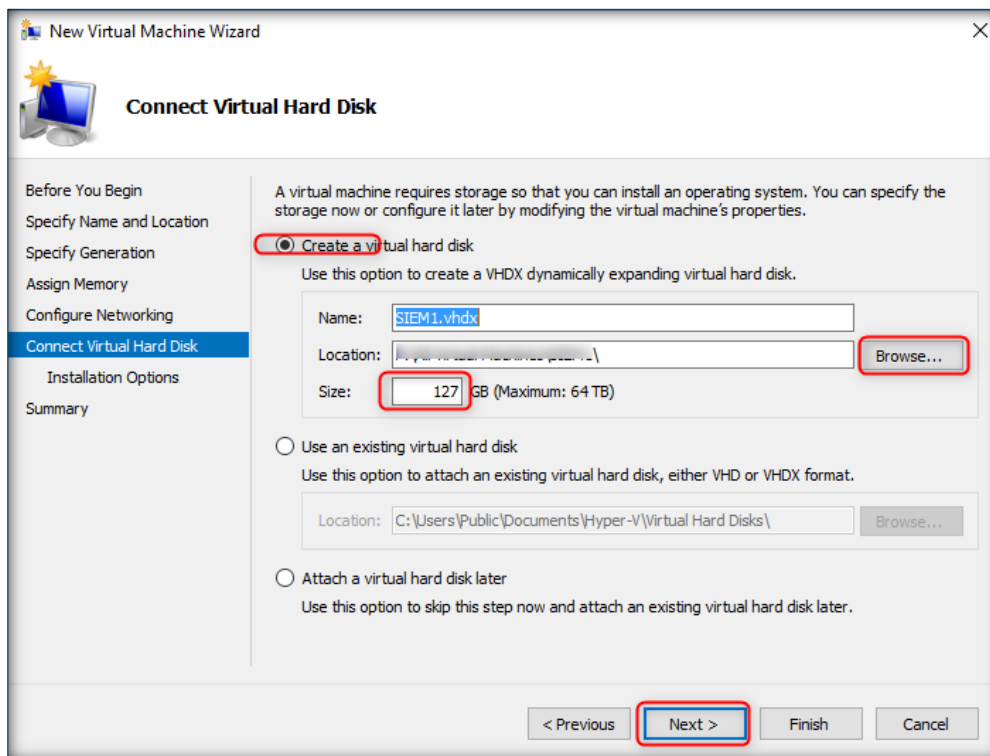 New Virtual Machine Wizard
Connect Virtual Hard Disk
Before You Begin
Specify Name and Location
Specify Generation
Assign Memory
Configure Networking
Connect Virtual Hard Disk
Installation Options
Summary
A virtual machine requires storage so that you can install an operating system. You can specify the
storage now or configure it later by modifying the virtual machine's properties.
Create a virtual hard disk
Use this option to create a VHDX dynamically expanding virtual hard disk.
Name: SIEM1.vhdx
Location: Browse...
Size: 127 GB (Maximum: 64 TB)
Use an existing virtual hard disk
Use this option to attach an existing virtual hard disk, either VHD or VHDX format.
Location: C:\Users\Public\Documents\Hyper-V\Virtual Hard Disks\ Browse...
Attach a virtual hard disk later
Use this option to skip this step now and attach an existing virtual hard disk later.
< Previous Next > Finish Cancel